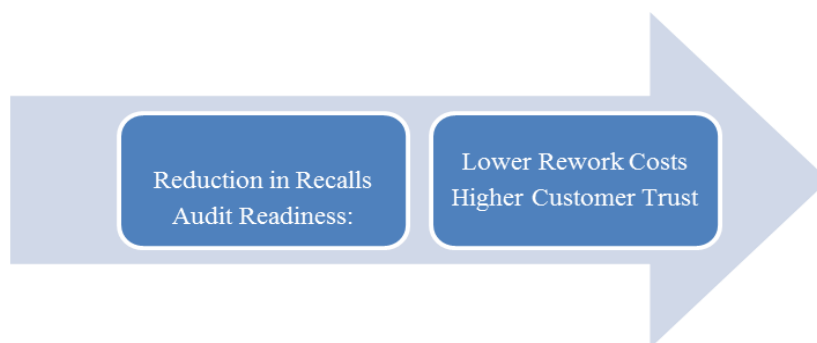 Reduction in Recalls
Audit Readiness:
Lower Rework Costs
Higher Customer Trust